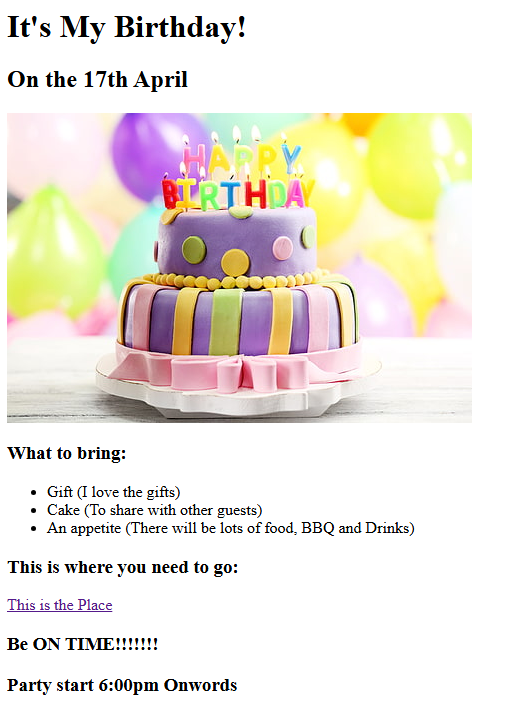 It's My Birthday!
On the 17th April
HAPPY
BIRTHDAY
What to bring:
Gift (I love the gifts)
Cake (To share with other guests)
An appetite (There will be lots of food, BBQ and Drinks)
This is where you need to go:
This is the Place
Be ON TIME!!!!!!!
Party start 6:00pm Onwords